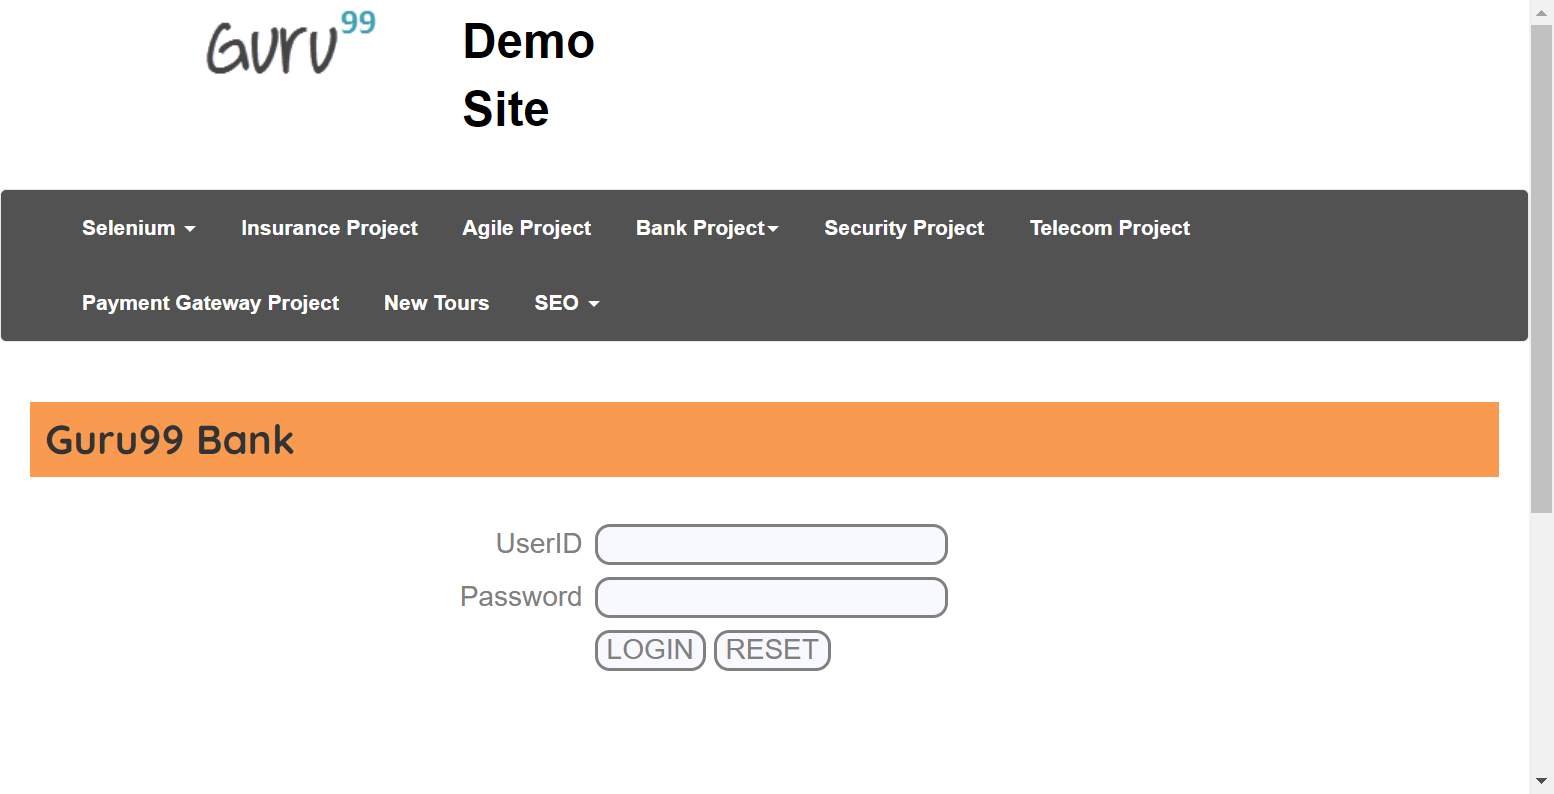 Guru99
Demo
Site
Selenium Insurance Project Agile Project Bank Project Security Project Telecom Project
Payment Gateway Project New Tours SEO
Guru99 Bank
UserID
Password
LOGIN RESET